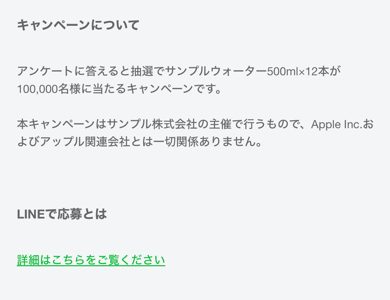 キャンペーンについて
アンケートに答えると抽選でサンプルウォーター500ml×12本が
100,000名様に当たるキャンペーンです。
本キャンペーンはサンプル株式会社の主催で行うもので、Apple Inc.お
よびアップル関連会社とは一切関係ありません。
LINEで応募とは
詳細はこちらをご覧ください